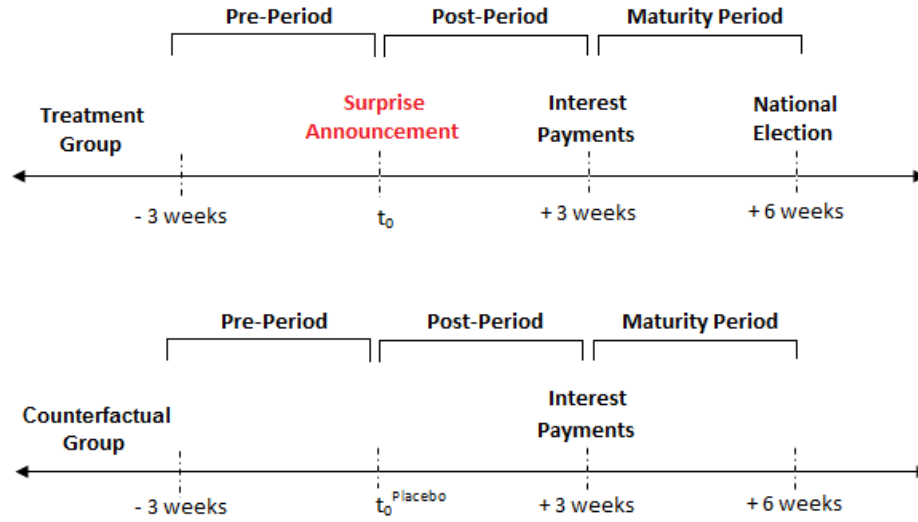 Pre-Period Post-Period Maturity Period
Treatment Group
Surprise Announcement
Interest Payments
National Election
- 3 weeks t₀ + 3 weeks + 6 weeks
Pre-Period Post-Period Maturity Period
Counterfactual Group
Interest Payments
- 3 weeks t₀ᴾˡᵃᶜᵉᵇᵒ + 3 weeks + 6 weeks